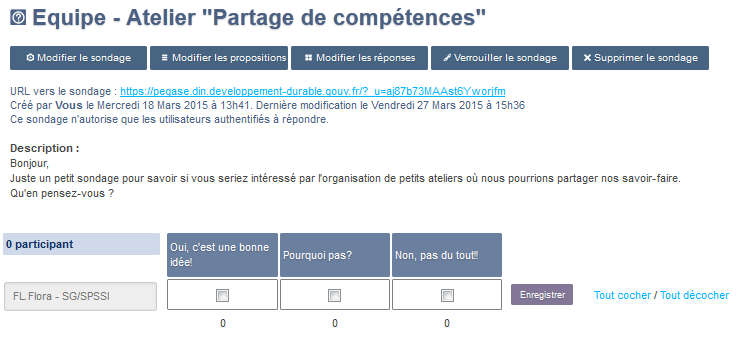 Equipe - Atelier "Partage de compétences"
Modifier le sondage
Modifier les propositions
Modifier les réponses
Verrouiller le sondage
Supprimer le sondage
URL vers le sondage : https://pegase.din.developpement-durable.gouv.fr/?_u=aj87b73MAAst6Yworjfm
Créé par Vous le Mercredi 18 Mars 2015 à 13h41. Dernière modification le Vendredi 27 Mars 2015 à 15h36
Ce sondage n'autorise que les utilisateurs authentifiés à répondre.
Description :
Bonjour,
Juste un petit sondage pour savoir si vous seriez intéressé par l'organisation de petits ateliers où nous pourrions partager nos savoir-faire.
Qu'en pensez-vous ?
0 participant
Oui, c'est une bonne
idée!
Pourquoi pas?
Non, pas du tout!!
FL Flora - SG/SPSSI
Enregistrer
Tout cocher / Tout décocher
0
0
0